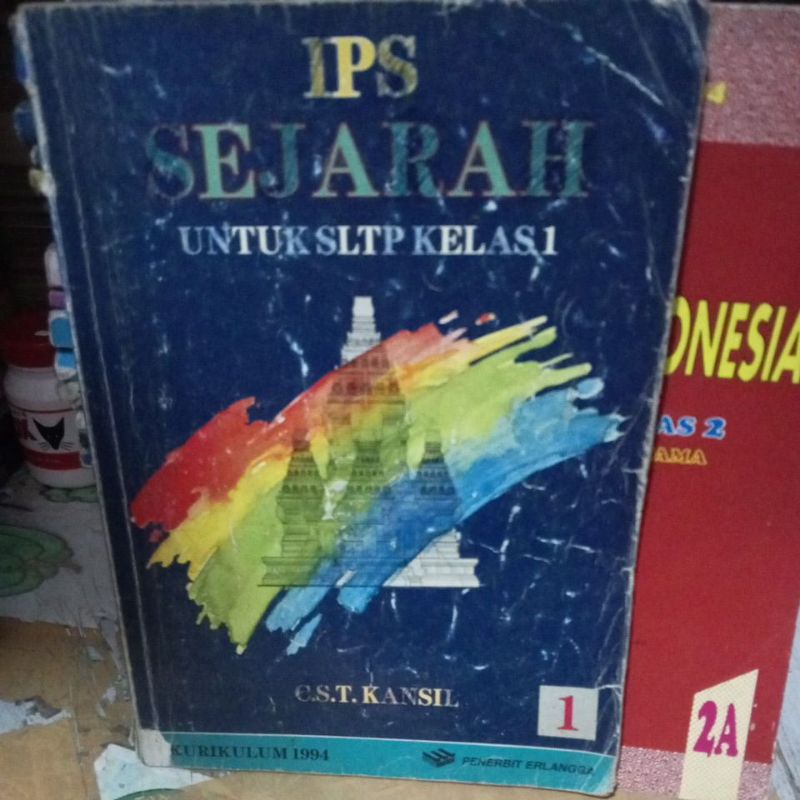 IPS
SEJARAH
UNTUK SLTP KELAS 1
C.S.T. KANSIL
1
KURIKULUM 1994
PENERBIT ERLANGGA
ONESIA
AS 2
AMA
2A